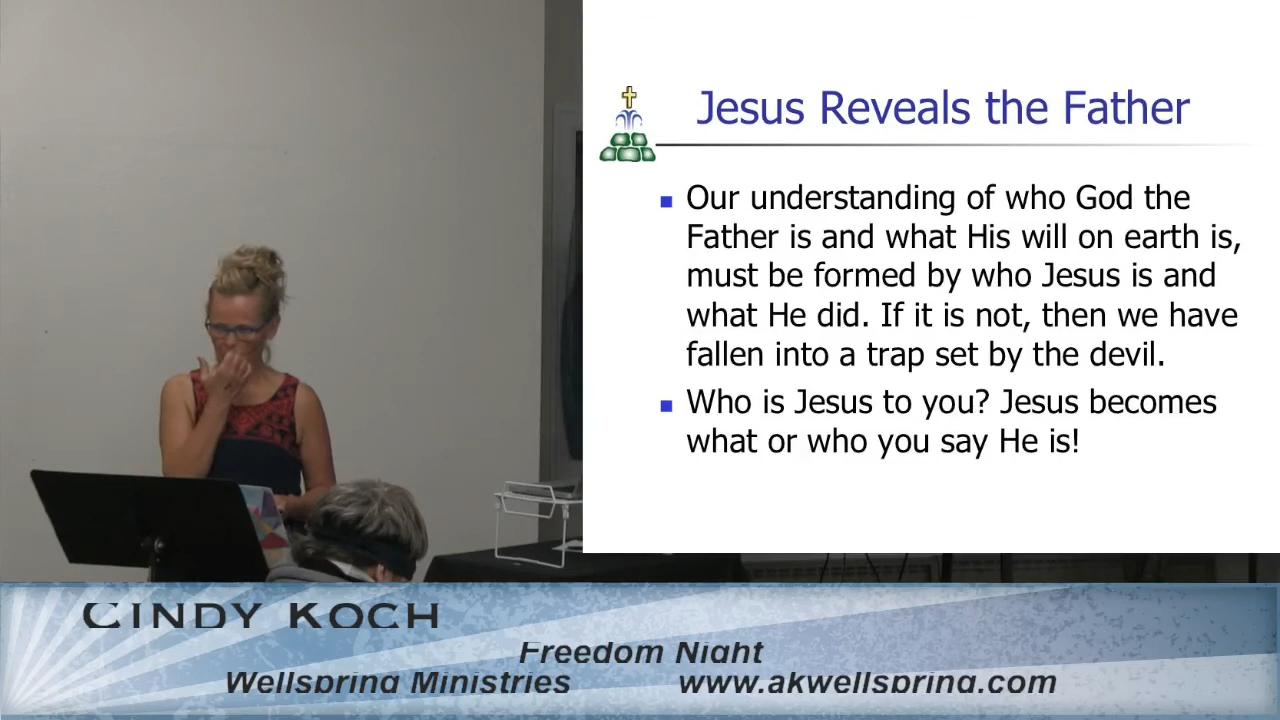 Jesus Reveals the Father
Our understanding of who God the
Father is and what His will on earth is,
must be formed by who Jesus is and
what He did. If it is not, then we have
fallen into a trap set by the devil.
Who is Jesus to you? Jesus becomes
what or who you say He is!
CINDY KOCH
Freedom Night
Wellspring Ministries www.akwellspring.com